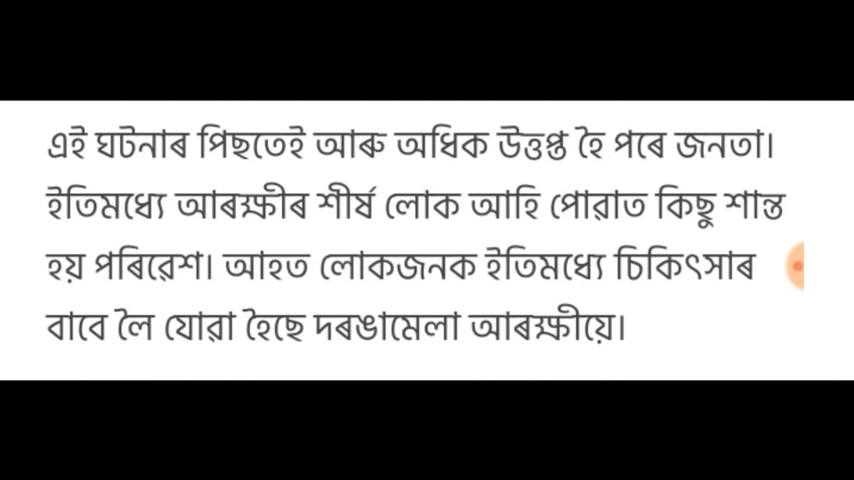 এই ঘটনাৰ পিছতেই আৰু অধিক উত্তপ্ত হৈ পৰে জনতা।
ইতিমধ্যে আৰক্ষীৰ শীৰ্ষ লোক আহি পোৱাত কিছু শান্ত
হয় পৰিৱেশ। আহত লোকজনক ইতিমধ্যে চিকিৎসাৰ
বাবে লৈ যোৱা হৈছে দৰঙামেলা আৰক্ষীয়ে।